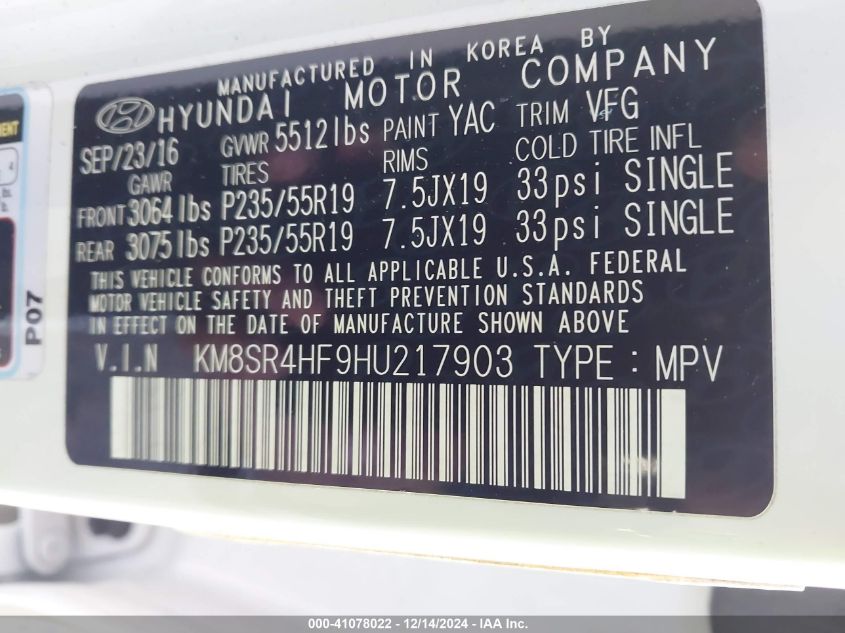 MANUFACTURED IN KOREA BY
HYUNDAI MOTOR COMPANY
SEP/23/16 GVWR 5512lbs PAINT YAC TRIM VFG
GAWR TIRES RIMS COLD TIRE INFL
FRONT 3064 lbs P235/55R19 7.5JX19 33psi SINGLE
REAR 3075 lbs P235/55R19 7.5JX19 33psi SINGLE
THIS VEHICLE CONFORMS TO ALL APPLICABLE U.S.A. FEDERAL
MOTOR VEHICLE SAFETY AND THEFT PREVENTION STANDARDS
IN EFFECT ON THE DATE OF MANUFACTURE SHOWN ABOVE
V.I.N KM8SR4HF9HU217903 TYPE : MPV
P07
000-41078022 - 12/14/2024 - IAA Inc.